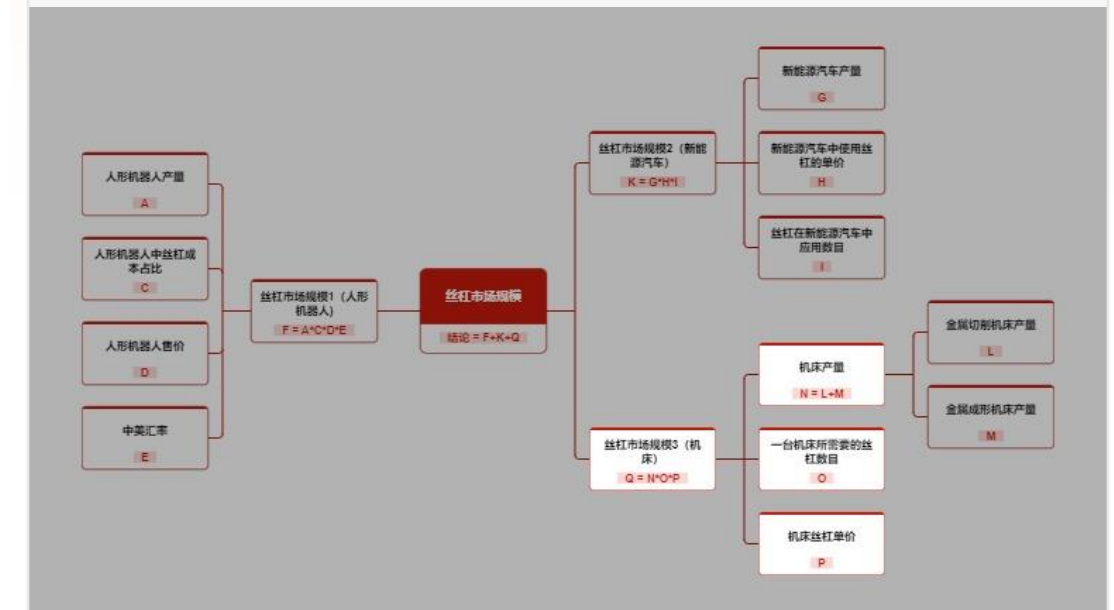 人形机器人产量
A
人形机器人中丝杠成
本占比
C
人形机器人售价
D
中美汇率
E
丝杠市场规模1（人形
机器人）
F = A*C*D*E
丝杠市场规模
结论 = F+K+Q
丝杠市场规模2（新能
源汽车）
K = G*H*I
新能源汽车产量
G
新能源汽车中使用丝
杠的单价
H
丝杠在新能源汽车中
应用数目
I
丝杠市场规模3（机
床）
Q = N*O*P
机床产量
N = L+M
一台机床所需要的丝
杠数目
O
机床丝杠单价
P
金属切削机床产量
L
金属成形机床产量
M